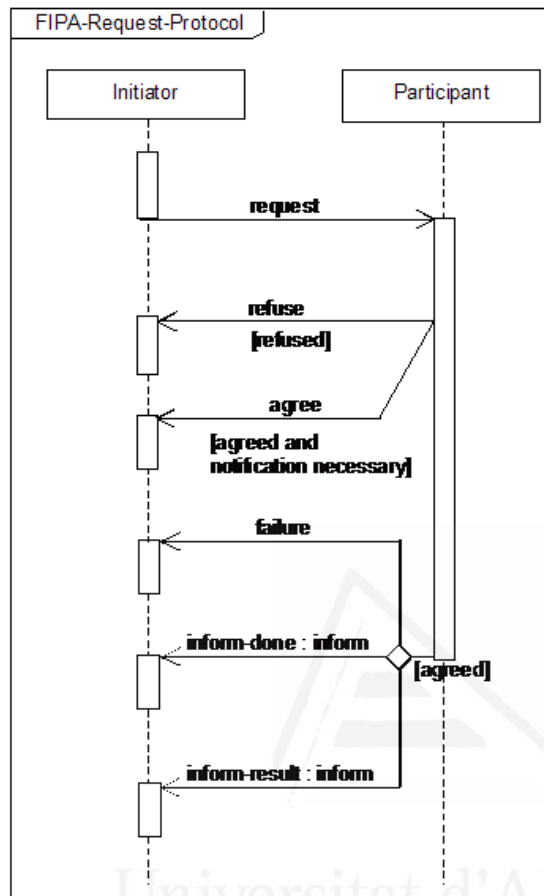 FIPA-Request-Protocol
Initiator
Participant
request
refuse
[refused]
agree
[agreed and
notification necessary]
failure
inform-done : inform
[agreed]
inform-result : inform
Universitat d'A